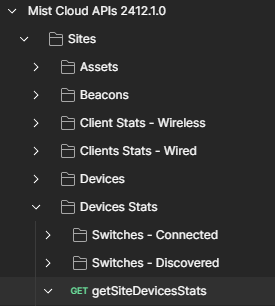 Mist Cloud APIs 2412.1.0
Sites
Assets
Beacons
Client Stats - Wireless
Clients Stats - Wired
Devices
Devices Stats
Switches - Connected
Switches - Discovered
GET getSiteDevicesStats